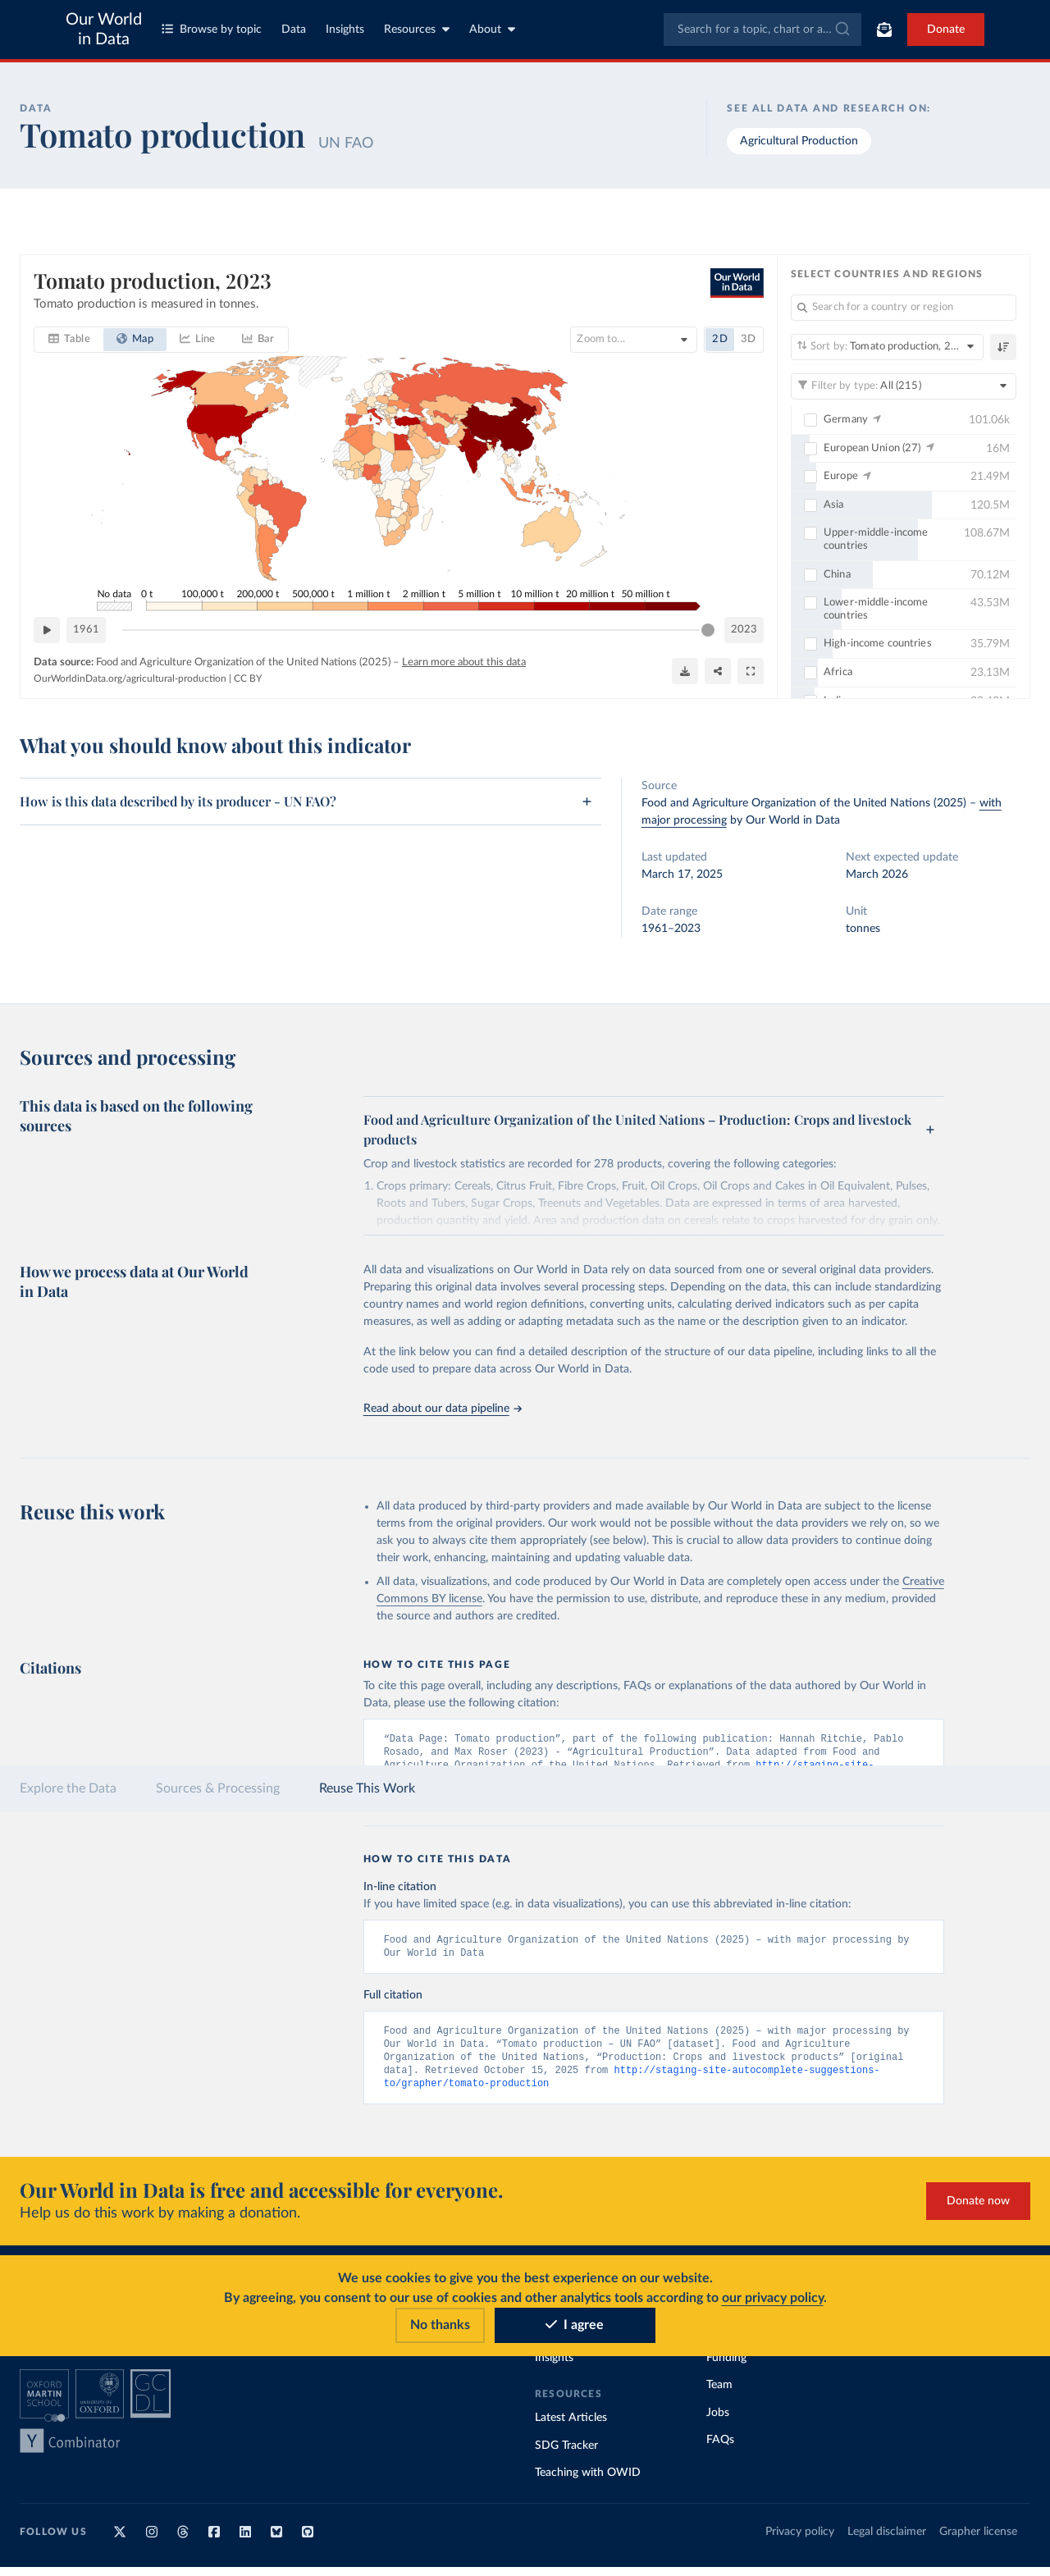 Our World
in Data
Browse by topic
Data
Insights
Resources
About
Search for a topic, chart or a...
Donate
DATA
Tomato production UN FAO
SEE ALL DATA AND RESEARCH ON:
Agricultural Production
Tomato production, 2023
Tomato production is measured in tonnes.
Our World
in Data
Table
Map
Line
Bar
Zoom to...
2D
3D
No data
0 t
100,000 t
200,000 t
500,000 t
1 million t
2 million t
5 million t
10 million t
20 million t
50 million t
1961
2023
Data source: Food and Agriculture Organization of the United Nations (2025) – Learn more about this data
OurWorldinData.org/agricultural-production | CC BY
SELECT COUNTRIES AND REGIONS
Search for a country or region
Sort by: Tomato production, 2...
Filter by type: All (215)
Germany 101.06k
European Union (27) 16M
Europe 21.49M
Asia 120.5M
Upper-middle-income
countries 108.67M
China 70.12M
Lower-middle-income
countries 43.53M
High-income countries 35.79M
Africa 23.13M
What you should know about this indicator
How is this data described by its producer - UN FAO?
Source
Food and Agriculture Organization of the United Nations (2025) – with
major processing by Our World in Data
Last updated
March 17, 2025
Next expected update
March 2026
Date range
1961–2023
Unit
tonnes
Sources and processing
This data is based on the following
sources
Food and Agriculture Organization of the United Nations – Production: Crops and livestock
products
Crop and livestock statistics are recorded for 278 products, covering the following categories:
1. Crops primary: Cereals, Citrus Fruit, Fibre Crops, Fruit, Oil Crops, Oil Crops and Cakes in Oil Equivalent, Pulses,
Roots and Tubers, Sugar Crops, Treenuts and Vegetables. Data are expressed in terms of area harvested,
production quantity and yield. Area and production data on cereals relate to crops harvested for dry grain only.
How we process data at Our World
in Data
All data and visualizations on Our World in Data rely on data sourced from one or several original data providers.
Preparing this original data involves several processing steps. Depending on the data, this can include standardizing
country names and world region definitions, converting units, calculating derived indicators such as per capita
measures, as well as adding or adapting metadata such as the name or the description given to an indicator.
At the link below you can find a detailed description of the structure of our data pipeline, including links to all the
code used to prepare data across Our World in Data.
Read about our data pipeline →
Reuse this work
• All data produced by third-party providers and made available by Our World in Data are subject to the license
terms from the original providers. Our work would not be possible without the data providers we rely on, so we
ask you to always cite them appropriately (see below). This is crucial to allow data providers to continue doing
their work, enhancing, maintaining and updating valuable data.
• All data, visualizations, and code produced by Our World in Data are completely open access under the Creative
Commons BY license. You have the permission to use, distribute, and reproduce these in any medium, provided
the source and authors are credited.
Citations
HOW TO CITE THIS PAGE
To cite this page overall, including any descriptions, FAQs or explanations of the data authored by Our World in
Data, please use the following citation:
“Data Page: Tomato production”, part of the following publication: Hannah Ritchie, Pablo
Rosado, and Max Roser (2023) - “Agricultural Production”. Data adapted from Food and
Agriculture Organization of the United Nations. Retrieved from http://staging-site-
Explore the Data
Sources & Processing
Reuse This Work
HOW TO CITE THIS DATA
In-line citation
If you have limited space (e.g. in data visualizations), you can use this abbreviated in-line citation:
Food and Agriculture Organization of the United Nations (2025) – with major processing by
Our World in Data
Full citation
Food and Agriculture Organization of the United Nations (2025) – with major processing by
Our World in Data. “Tomato production – UN FAO” [dataset]. Food and Agriculture
Organization of the United Nations, “Production: Crops and livestock products” [original
data]. Retrieved October 15, 2025 from http://staging-site-autocomplete-suggestions-
to/grapher/tomato-production
Our World in Data is free and accessible for everyone.
Help us do this work by making a donation.
Donate now
We use cookies to give you the best experience on our website.
By agreeing, you consent to our use of cookies and other analytics tools according to our privacy policy.
No thanks
I agree
Insights
Funding
Team
Jobs
FAQs
RESOURCES
Latest Articles
SDG Tracker
Teaching with OWID
OXFORD
MARTIN
SCHOOL
UNIVERSITY OF
OXFORD
GC
DL
Y Combinator
FOLLOW US
Privacy policy
Legal disclaimer
Grapher license